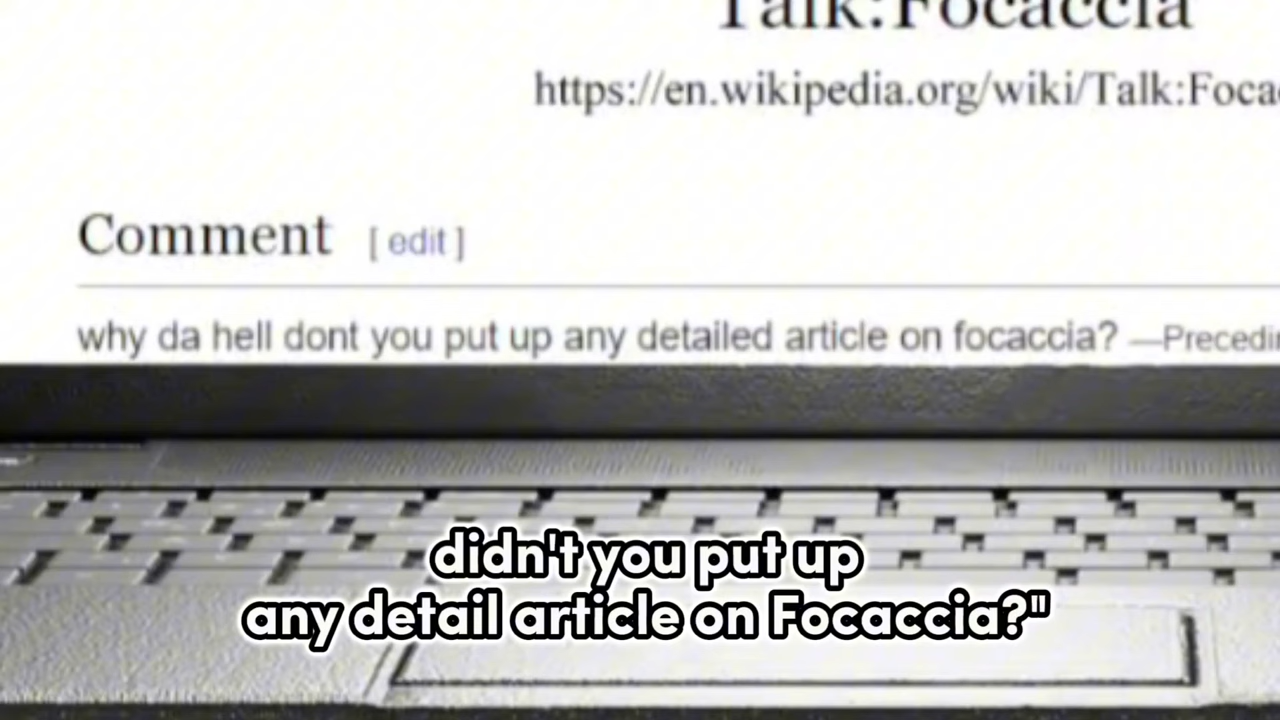 Talk:Focaccia
https://en.wikipedia.org/wiki/Talk:Foca
Comment [ edit ]
why da hell dont you put up any detailed article on focaccia? —Precedin
didn't you put up
any detail article on Focaccia?"